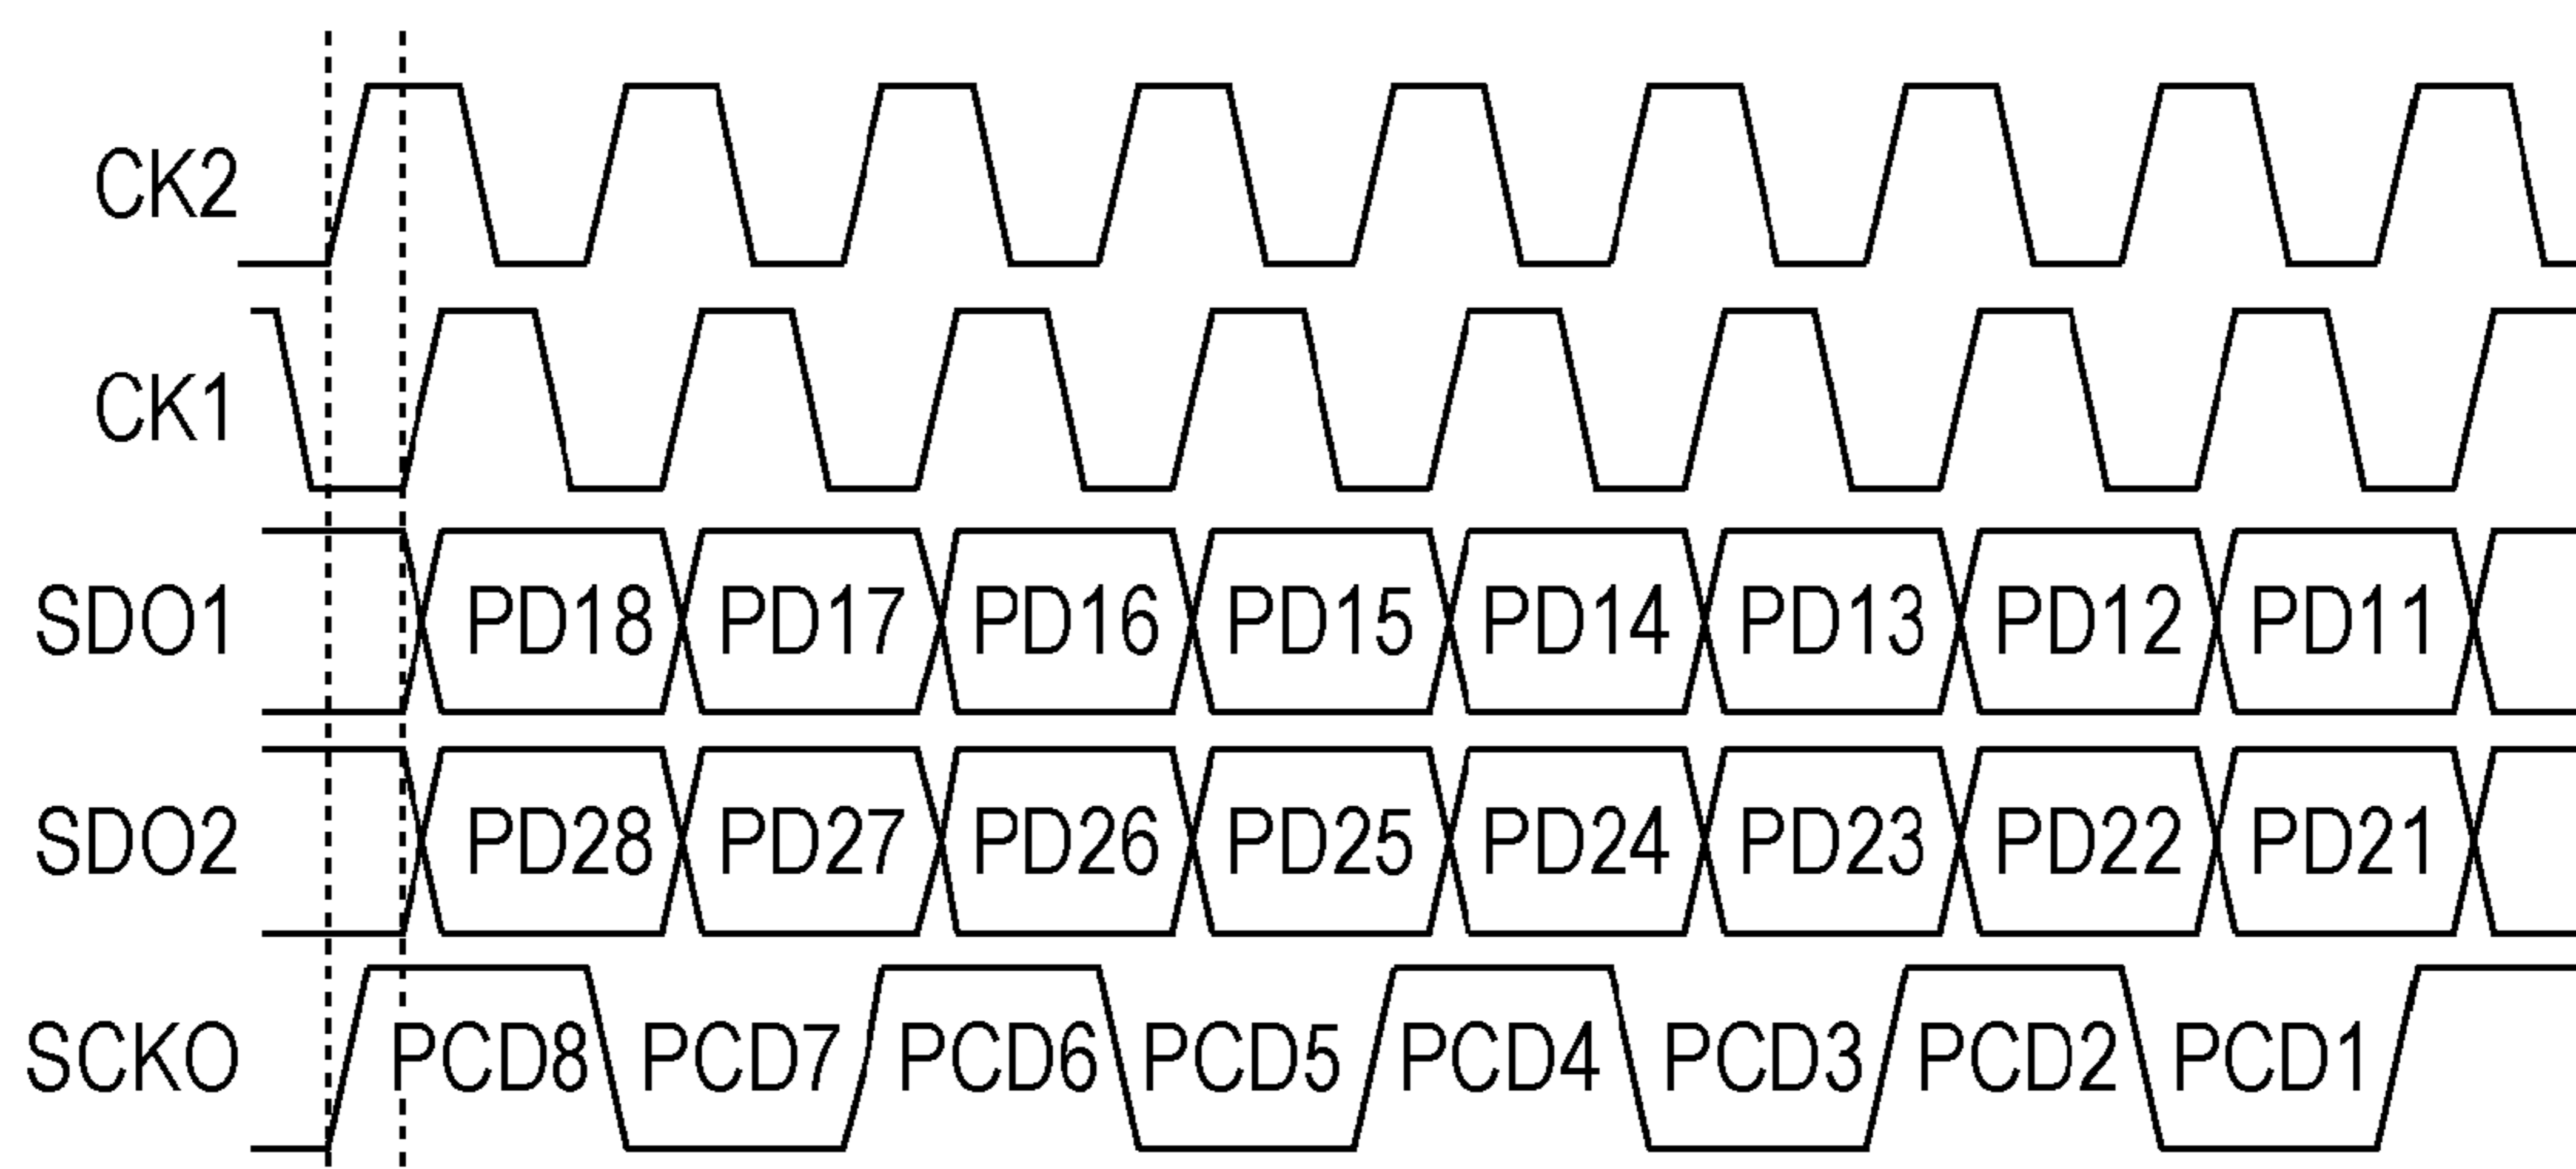 CK2
CK1
SDO1 PD18 PD17 PD16 PD15 PD14 PD13 PD12 PD11
SDO2 PD28 PD27 PD26 PD25 PD24 PD23 PD22 PD21
SCKO PCD8 PCD7 PCD6 PCD5 PCD4 PCD3 PCD2 PCD1